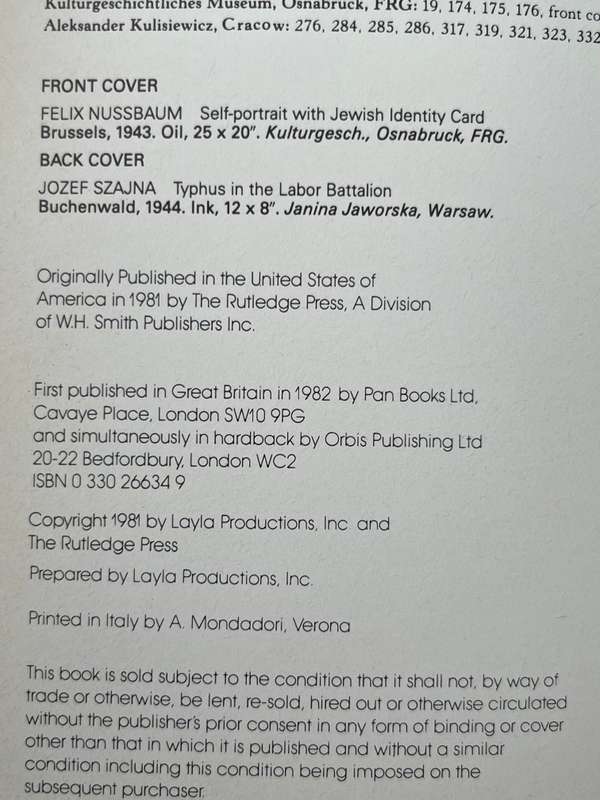 Kulturgeschichtliches Museum, Osnabruck, FRG: 19, 174, 175, 176, front co
Aleksander Kulisiewicz, Cracow: 276, 284, 285, 286, 317, 319, 321, 323, 332
FRONT COVER
FELIX NUSSBAUM Self-portrait with Jewish Identity Card
Brussels, 1943. Oil, 25 x 20". Kulturgesch., Osnabruck, FRG.
BACK COVER
JOZEF SZAJNA Typhus in the Labor Battalion
Buchenwald, 1944. Ink, 12 x 8". Janina Jaworska, Warsaw.
Originally Published in the United States of
America in 1981 by The Rutledge Press, A Division
of W.H. Smith Publishers Inc.
First published in Great Britain in 1982 by Pan Books Ltd,
Cavaye Place, London SW10 9PG
and simultaneously in hardback by Orbis Publishing Ltd
20-22 Bedfordbury, London WC2
ISBN 0 330 26634 9
Copyright 1981 by Layla Productions, Inc and
The Rutledge Press
Prepared by Layla Productions, Inc.
Printed in Italy by A. Mondadori, Verona
This book is sold subject to the condition that it shall not, by way of
trade or otherwise, be lent, re-sold, hired out or otherwise circulated
without the publisher's prior consent in any form of binding or cover
other than that in which it is published and without a similar
condition including this condition being imposed on the
subsequent purchaser.